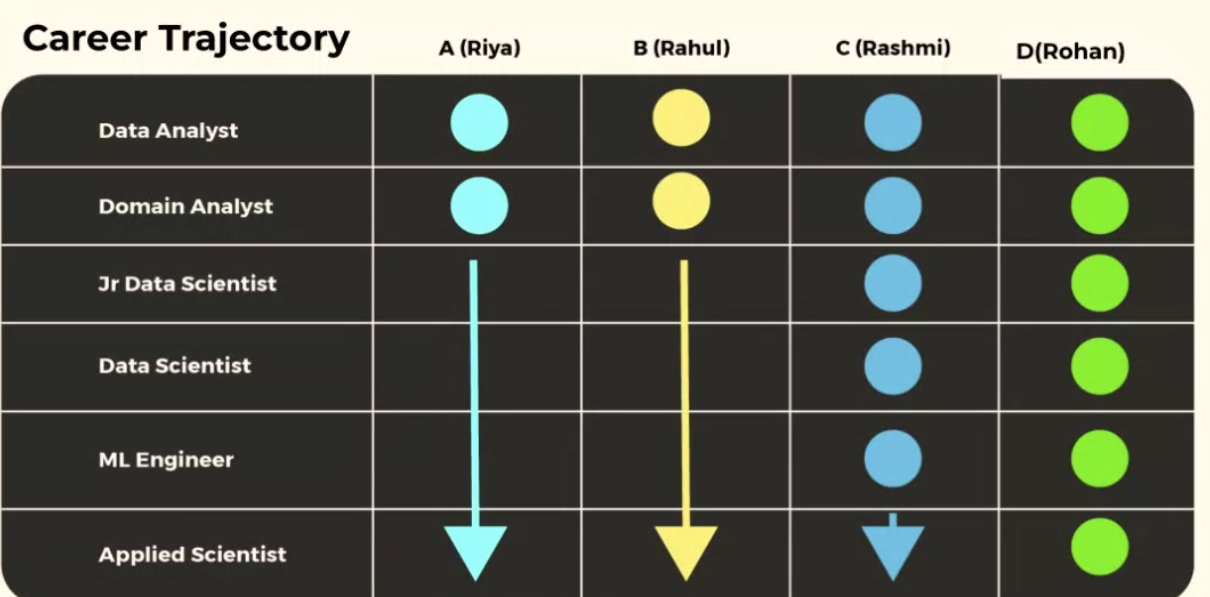 Career Trajectory
A (Riya)
B (Rahul)
C (Rashmi)
D(Rohan)
Data Analyst
Domain Analyst
Jr Data Scientist
Data Scientist
ML Engineer
Applied Scientist